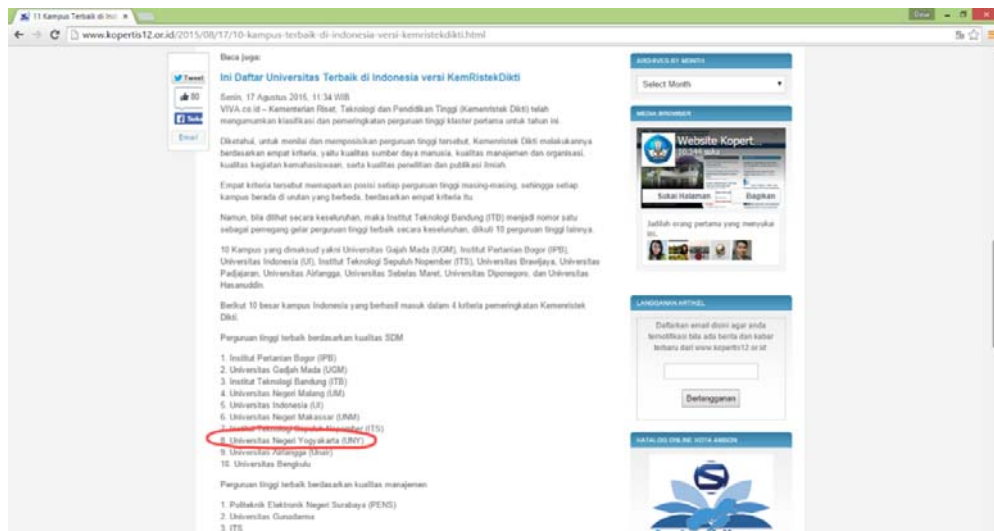 11 Kampus Terbaik di Ind
www.kopertis12.or.id/2015/08/17/10-kampus-terbaik-di-indonesia-versi-kemristekdikti.html
Tweet
80
Email
Baca juga:
Ini Daftar Universitas Terbaik di Indonesia versi KemRistekDikti
Senin, 17 Agustus 2015, 11:34 WIB
VIVA.co.id – Kementerian Riset, Teknologi dan Pendidikan Tinggi (Kemenristek Dikti) telah
mengumumkan klasifikasi dan pemeringkatan perguruan tinggi klaster pertama untuk tahun ini.
Diketahui, untuk menilai dan memposisikan perguruan tinggi tersebut, Kemenristek Dikti melakukannya
berdasarkan empat kriteria, yaitu kualitas sumber daya manusia, kualitas manajemen dan organisasi,
kualitas kegiatan kemahasiswaan, serta kualitas penelitian dan publikasi ilmiah.
Empat kriteria tersebut memaparkan posisi setiap perguruan tinggi masing-masing, sehingga setiap
kampus berada di urutan yang berbeda, berdasarkan empat kriteria itu.
Namun, bila dilihat secara keseluruhan, maka Institut Teknologi Bandung (ITB) menjadi nomor satu
sebagai pemegang gelar perguruan tinggi terbaik secara keseluruhan, diikuti 10 perguruan tinggi lainnya.
10 Kampus yang dimaksud yakni Universitas Gajah Mada (UGM), Institut Pertanian Bogor (IPB),
Universitas Indonesia (UI), Institut Teknologi Sepuluh Nopember (ITS), Universitas Brawijaya, Universitas
Padjajaran, Universitas Airlangga, Universitas Sebelas Maret, Universitas Diponegoro, dan Universitas
Hasanuddin.
Berikut 10 besar kampus Indonesia yang berhasil masuk dalam 4 kriteria pemeringkatan Kemenristek
Dikti.
Perguruan tinggi terbaik berdasarkan kualitas SDM
1. Institut Pertanian Bogor (IPB)
2. Universitas Gadjah Mada (UGM)
3. Institut Teknologi Bandung (ITB)
4. Universitas Negeri Malang (UM)
5. Universitas Indonesia (UI)
6. Universitas Negeri Makassar (UNM)
7. Institut Teknologi Sepuluh Nopember (ITS)
8. Universitas Negeri Yogyakarta (UNY)
9. Universitas Airlangga (Unair)
10. Universitas Bengkulu
Perguruan tinggi terbaik berdasarkan kualitas manajemen
1. Politeknik Elektronik Negeri Surabaya (PENS)
2. Universitas Gunadarma
3. ITS
ARCHIVES BY MONTH
Select Month
MEDIA BROWSER
Website Kopert...
10.244 suka
Sukai Halaman
Bagikan
Jadilah orang pertama yang menyukai
ini.
LANGGANAN ARTIKEL
Daftarkan email disini agar anda
ternotifikasi bila ada berita dan kabar
terbaru dari www.kopertis12.or.id
Berlangganan
KATALOG ONLINE KOTA AMBON